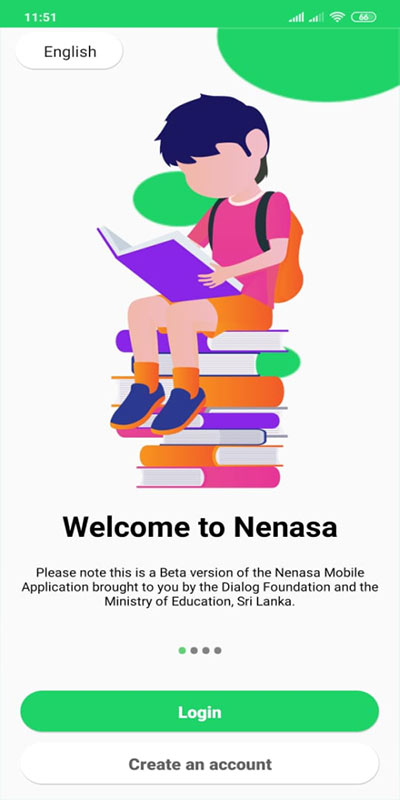 11:51
66
English
Welcome to Nenasa
Please note this is a Beta version of the Nenasa Mobile
Application brought to you by the Dialog Foundation and the
Ministry of Education, Sri Lanka.
Login
Create an account